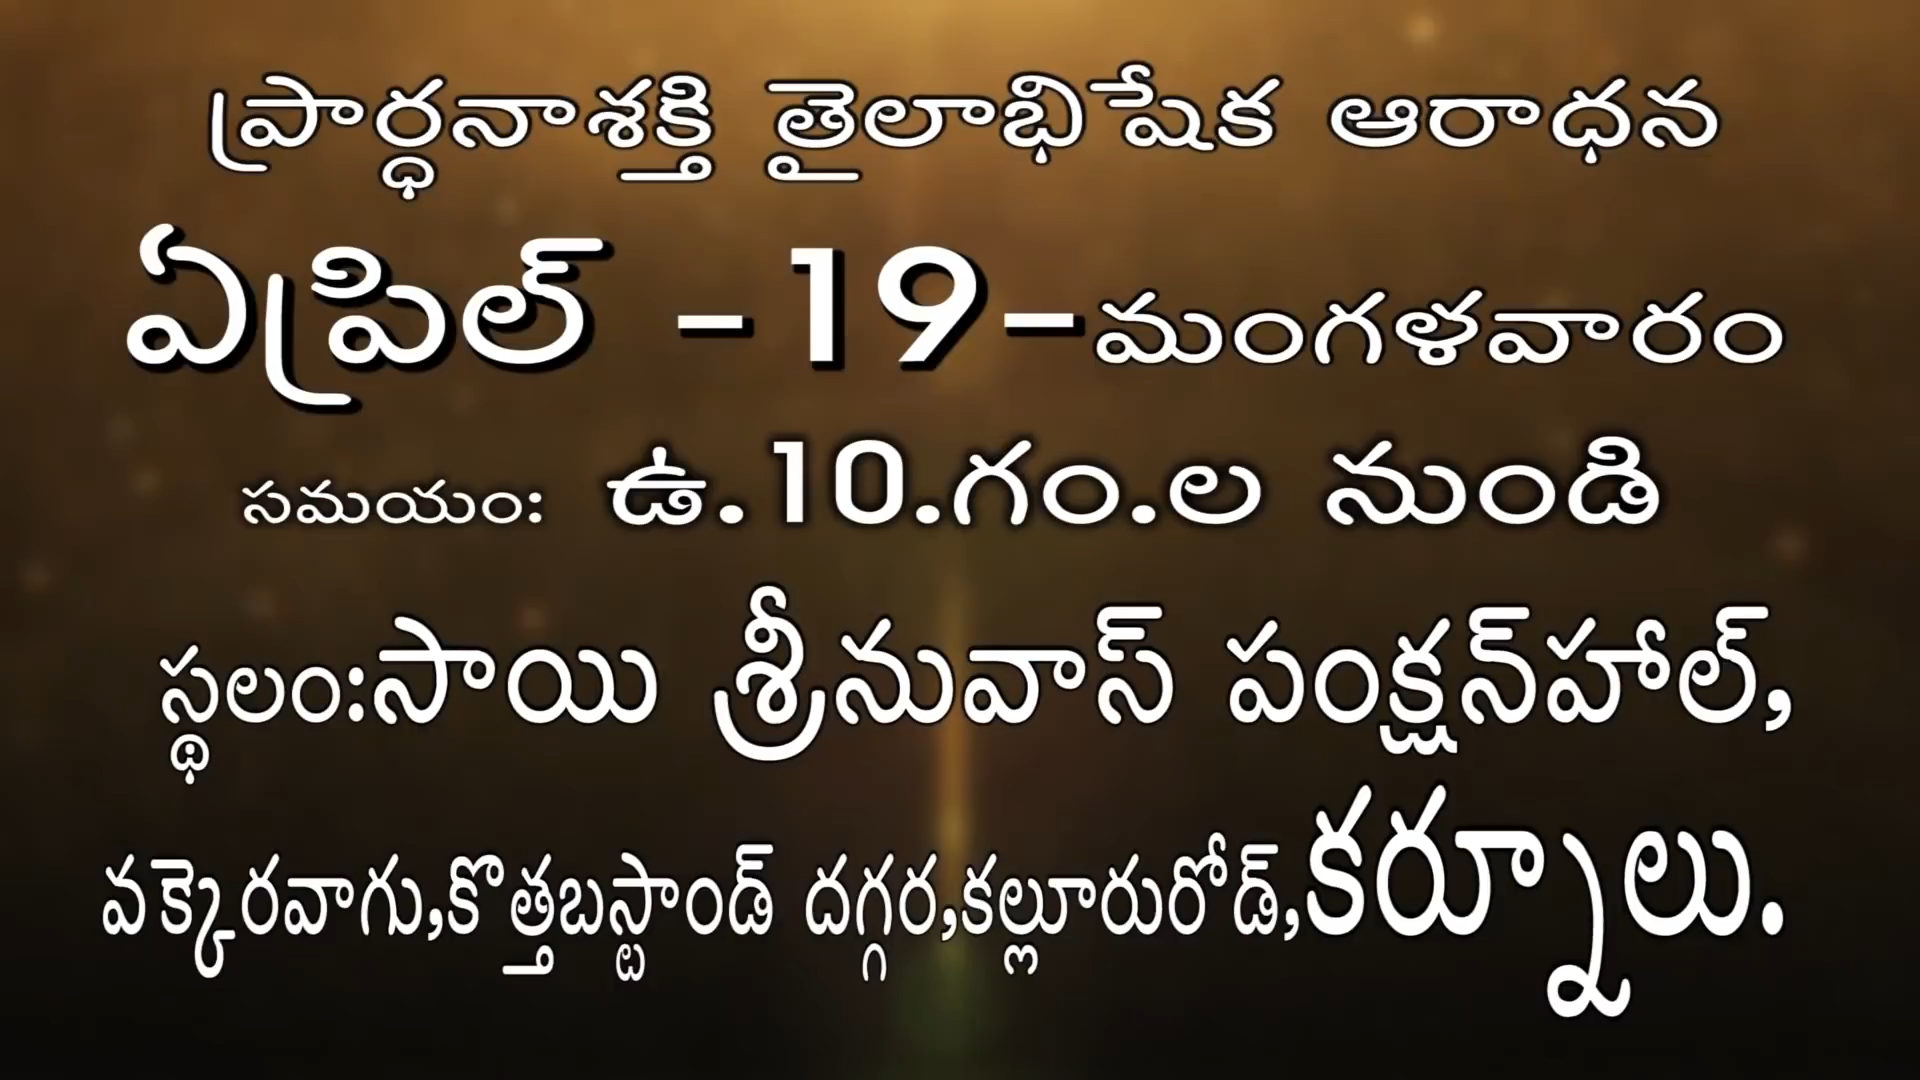 ప్రార్ధనాశక్తి తైలాభిషేక ఆరాధన
ఏప్రిల్ -19-మంగళవారం
సమయం: ఉ.10.గం.ల నుండి
స్థలం:సాయి శ్రీనువాస్ పంక్షన్‌హాల్,
వక్కెరవాగు,కొత్తబస్టాండ్ దగ్గర,కల్లూరురోడ్,కర్నూలు.